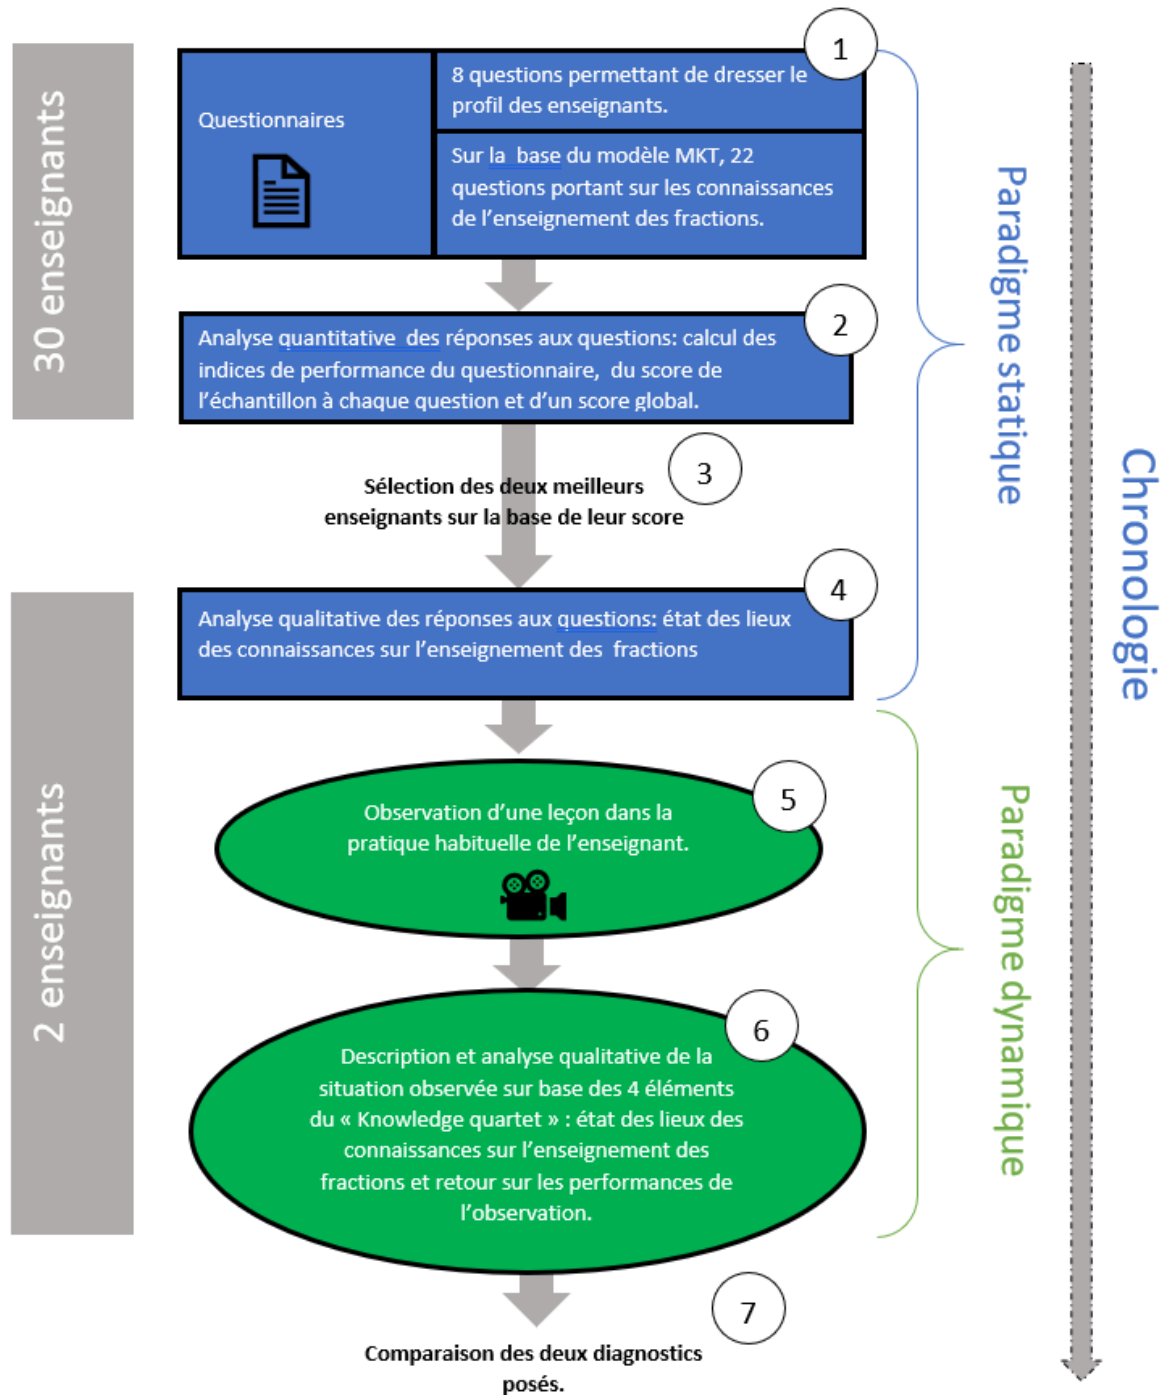 30 enseignants
Questionnaires
1
8 questions permettant de dresser le
profil des enseignants.
Sur la base du modèle MKT, 22
questions portant sur les connaissances
de l’enseignement des fractions.
2
Analyse quantitative des réponses aux questions: calcul des
indices de performance du questionnaire, du score de
l’échantillon à chaque question et d’un score global.
3
Sélection des deux meilleurs
enseignants sur la base de leur score
Paradigme statique
Chronologie
2 enseignants
4
Analyse qualitative des réponses aux questions: état des lieux
des connaissances sur l’enseignement des fractions
5
Observation d’une leçon dans la
pratique habituelle de l’enseignant.
6
Description et analyse qualitative de la
situation observée sur base des 4 éléments
du « Knowledge quartet » : état des lieux des
connaissances sur l’enseignement des
fractions et retour sur les performances de
l’observation.
Paradigme dynamique
7
Comparaison des deux diagnostics
posés.